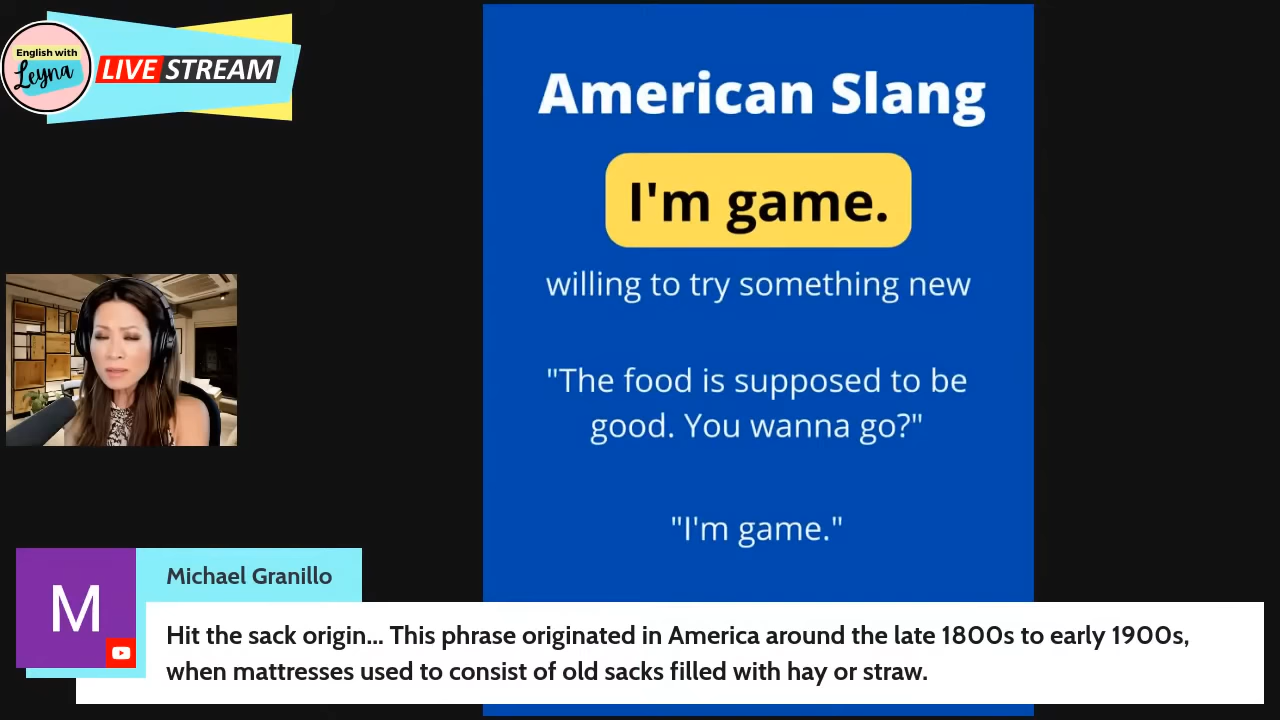 English with
Leyna
LIVE STREAM
American Slang
I'm game.
willing to try something new
"The food is supposed to be
good. You wanna go?"
"I'm game."
M
Michael Granillo
Hit the sack origin... This phrase originated in America around the late 1800s to early 1900s,
when mattresses used to consist of old sacks filled with hay or straw.